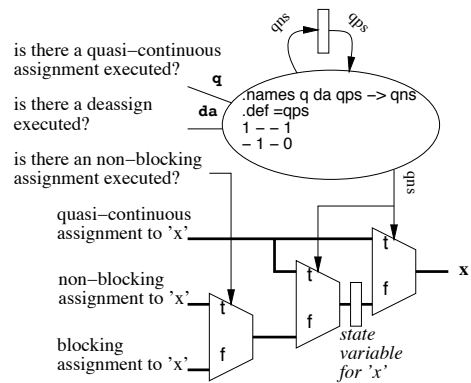 qns
qps
is there a quasi−continuous
assignment executed?
q
is there a deassign
executed?
da
.names q da qps −> qns
.def =qps
1 − − 1
− 1 − 0
is there an non−blocking
assignment executed?
qns
quasi−continuous
assignment to 'x'
t
f
x
non−blocking
assignment to 'x'
t
f
t
f
blocking
assignment to 'x'
state
variable
for 'x'